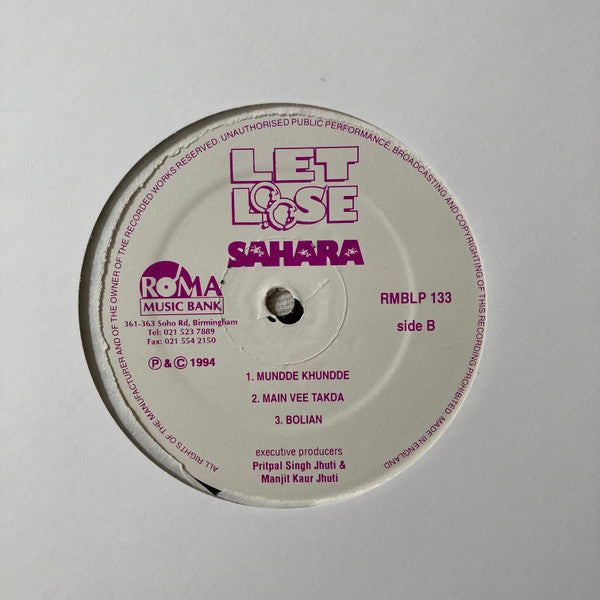 ALL RIGHTS OF THE MANUFACTURER AND OF THE OWNER OF THE RECORDED WORKS RESERVED. UNAUTHORISED PUBLIC PERFORMANCE. BROADCASTING AND COPYRIGHTING OF THIS RECORDING PROHIBITED. MADE IN ENGLAND
LET
LOOSE
SAHARA
ROMA
MUSIC BANK
361-363 Soho Rd, Birmingham
Tel: 021 523 7889
Fax: 021 554 2150
Ⓟ & © 1994
RMBLP 133
side B
1. MUNDDE KHUNDDE
2. MAIN VEE TAKDA
3. BOLIAN
executive producers
Pritpal Singh Jhuti &
Manjit Kaur Jhuti